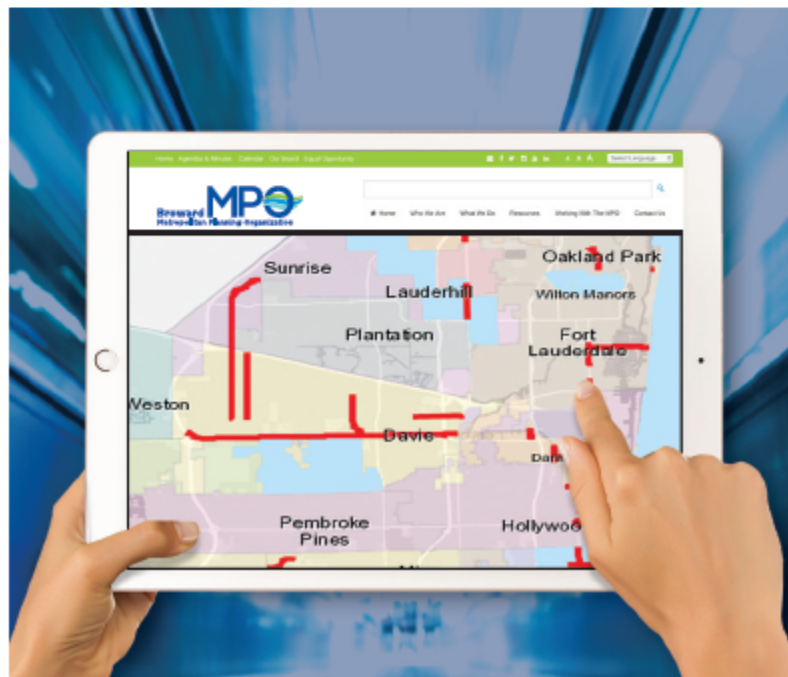 Home Agendas & Minutes Calendar Our Board Equal Opportunity
A A A Select Language
Broward MPO
Metropolitan Planning Organization
Home Who We Are What We Do Resources Working With The MPO Contact Us
Oakland Park
Sunrise
Lauderhill
Wilton Manors
Plantation
Fort
Lauderdale
Weston
Davie
Pembroke
Pines
Hollywoo